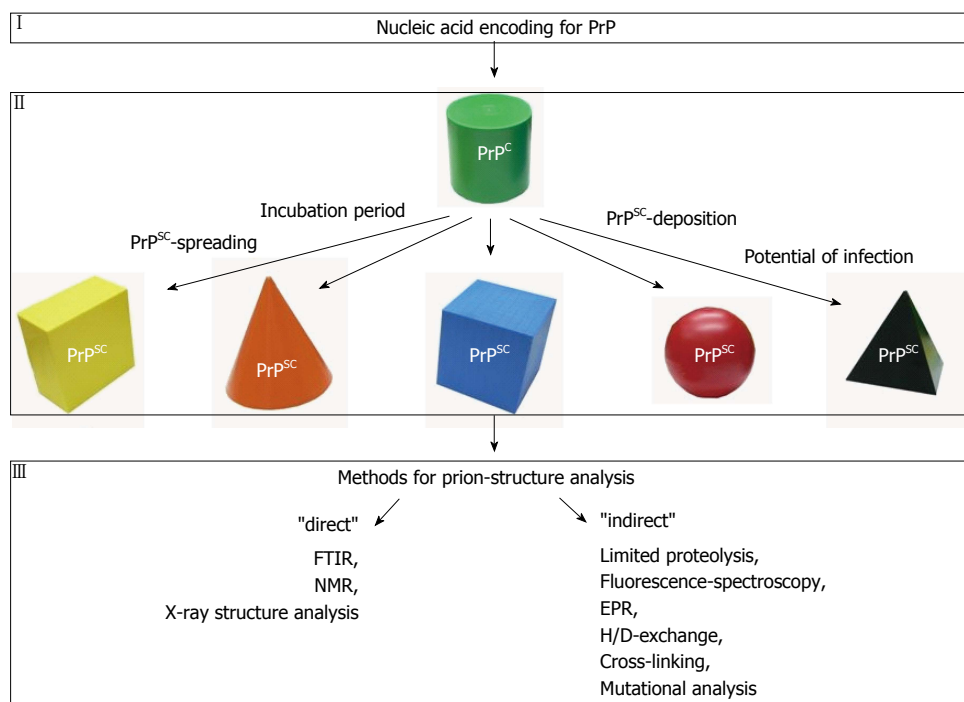 Ⅰ
Nucleic acid encoding for PrP
Ⅱ
PrP^C
Incubation period
PrP^SC-deposition
PrP^SC-spreading
Potential of infection
PrP^SC
PrP^SC
PrP^SC
PrP^SC
PrP^SC
Ⅲ
Methods for prion-structure analysis
"direct"
FTIR,
NMR,
X-ray structure analysis
"indirect"
Limited proteolysis,
Fluorescence-spectroscopy,
EPR,
H/D-exchange,
Cross-linking,
Mutational analysis